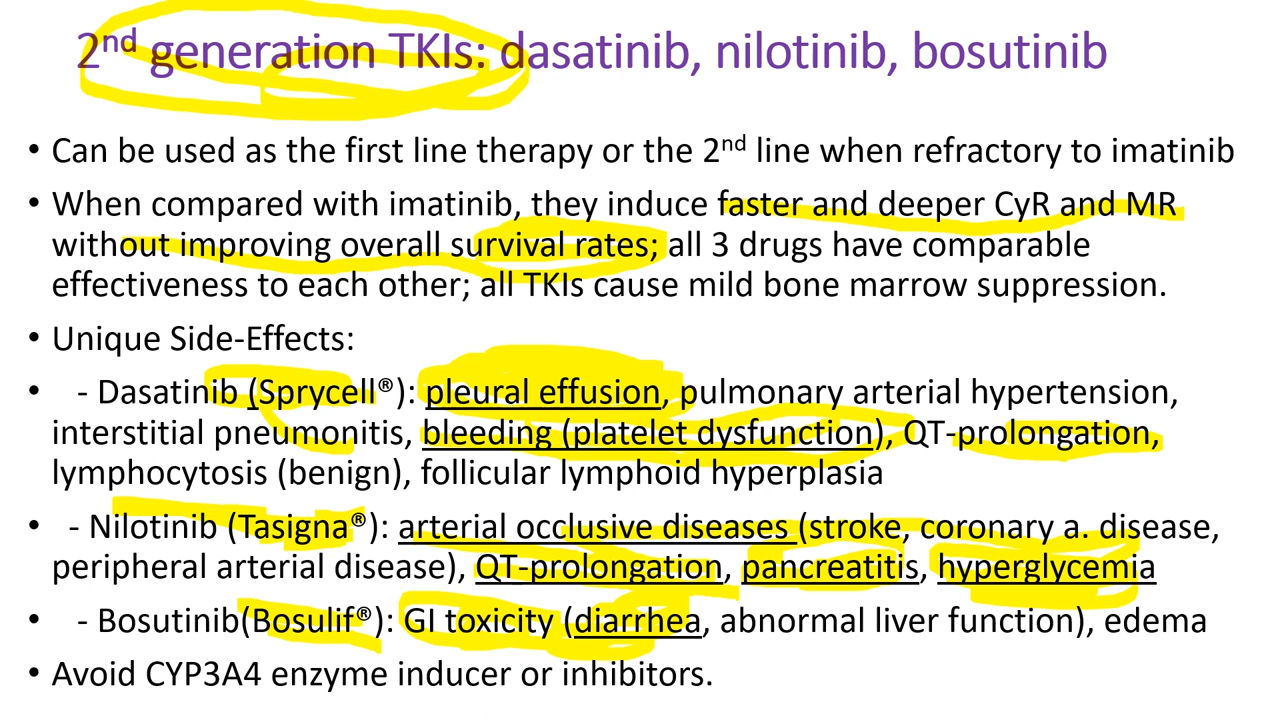 2nd generation TKIs: dasatinib, nilotinib, bosutinib
• Can be used as the first line therapy or the 2nd line when refractory to imatinib
• When compared with imatinib, they induce faster and deeper CyR and MR
without improving overall survival rates; all 3 drugs have comparable
effectiveness to each other; all TKIs cause mild bone marrow suppression.
• Unique Side-Effects:
• - Dasatinib (Sprycell®): pleural effusion, pulmonary arterial hypertension,
interstitial pneumonitis, bleeding (platelet dysfunction), QT-prolongation,
lymphocytosis (benign), follicular lymphoid hyperplasia
• - Nilotinib (Tasigna®): arterial occlusive diseases (stroke, coronary a. disease,
peripheral arterial disease), QT-prolongation, pancreatitis, hyperglycemia
• - Bosutinib(Bosulif®): GI toxicity (diarrhea, abnormal liver function), edema
• Avoid CYP3A4 enzyme inducer or inhibitors.